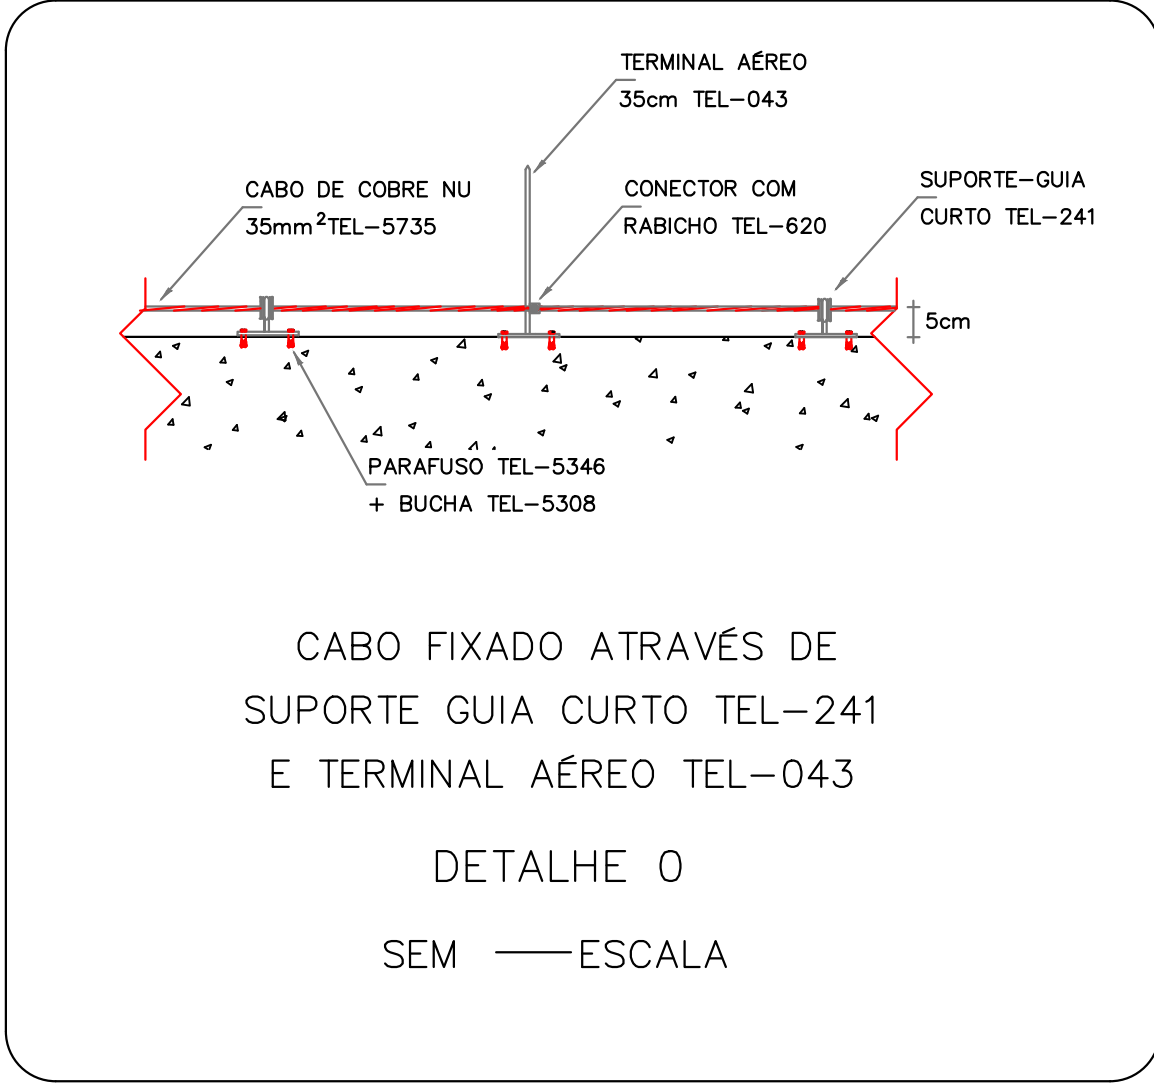 TERMINAL AÉREO
35cm TEL-043
CABO DE COBRE NU
35mm²TEL-5735
CONECTOR COM
RABICHO TEL-620
SUPORTE-GUIA
CURTO TEL-241
5cm
PARAFUSO TEL-5346
+ BUCHA TEL-5308
CABO FIXADO ATRAVÉS DE
SUPORTE GUIA CURTO TEL-241
E TERMINAL AÉREO TEL-043
DETALHE 0
SEM —— ESCALA